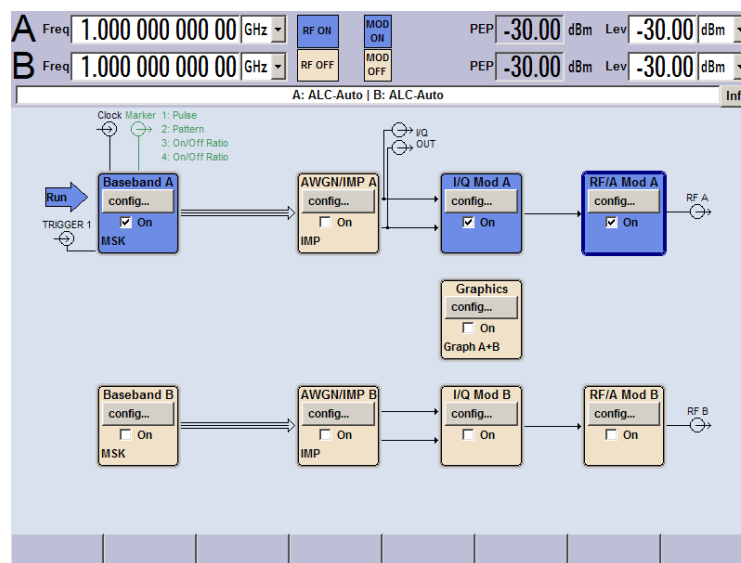 A Freq 1.000 000 000 00 GHz RF ON MOD ON PEP -30.00 dBm Lev -30.00 dBm
B Freq 1.000 000 000 00 GHz RF OFF MOD OFF PEP -30.00 dBm Lev -30.00 dBm
A: ALC-Auto | B: ALC-Auto Inf
Clock Marker 1: Pulse
2: Pattern
3: On/Off Ratio
4: On/Off Ratio
I/Q
OUT
Run
TRIGGER 1
Baseband A
config...
On
MSK
AWGN/IMP A
config...
On
IMP
I/Q Mod A
config...
On
RF/A Mod A
config...
On
RF A
Graphics
config...
On
Graph A+B
Baseband B
config...
On
MSK
AWGN/IMP B
config...
On
IMP
I/Q Mod B
config...
On
RF/A Mod B
config...
On
RF B